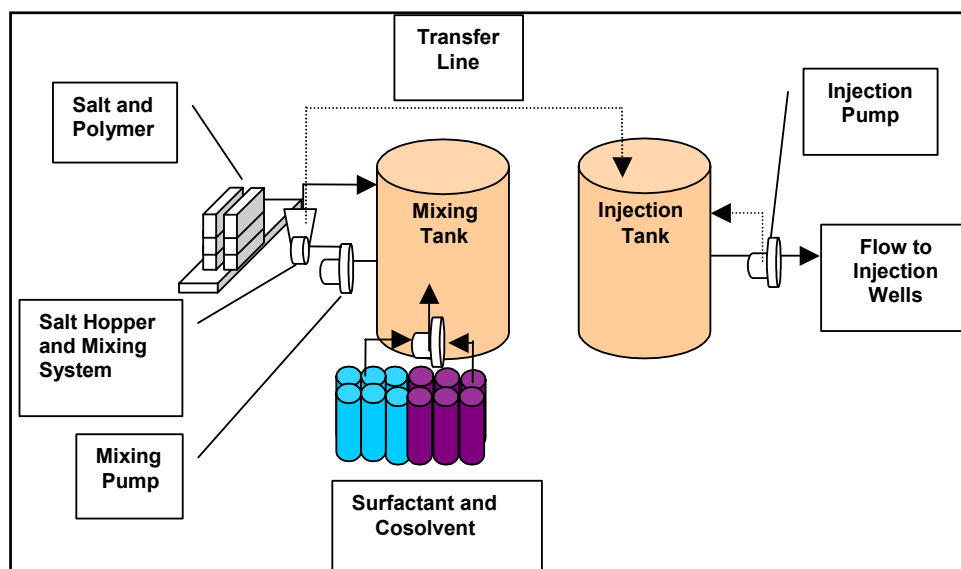 Transfer
Line
Salt and
Polymer
Injection
Pump
Mixing
Tank
Injection
Tank
Flow to
Injection
Wells
Salt Hopper
and Mixing
System
Mixing
Pump
Surfactant and
Cosolvent